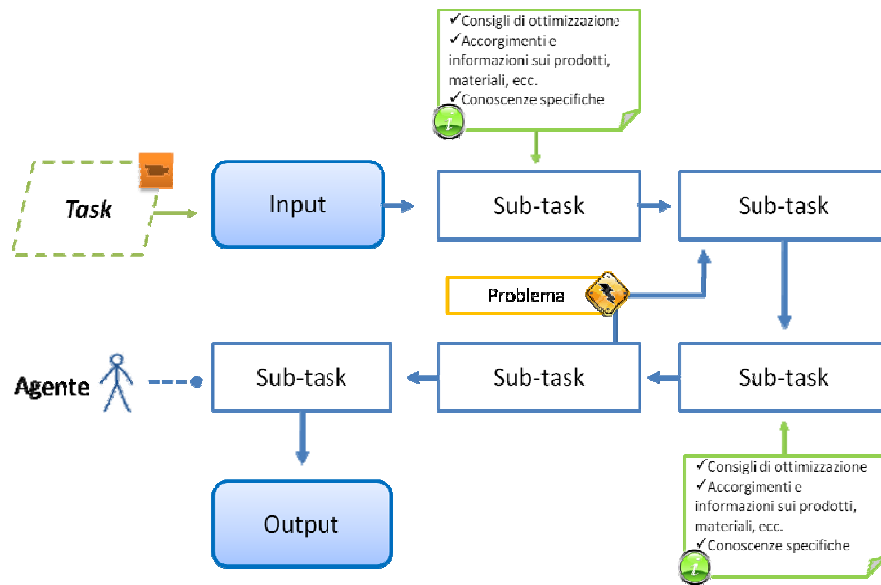 ✓Consigli di ottimizzazione
✓Accorgimenti e
informazioni sui prodotti,
materiali, ecc.
✓Conoscenze specifiche
i
Task
Input
Sub-task
Sub-task
Problema
Agente
Sub-task
Sub-task
Sub-task
Output
✓Consigli di ottimizzazione
✓Accorgimenti e
informazioni sui prodotti,
materiali, ecc.
✓Conoscenze specifiche
i